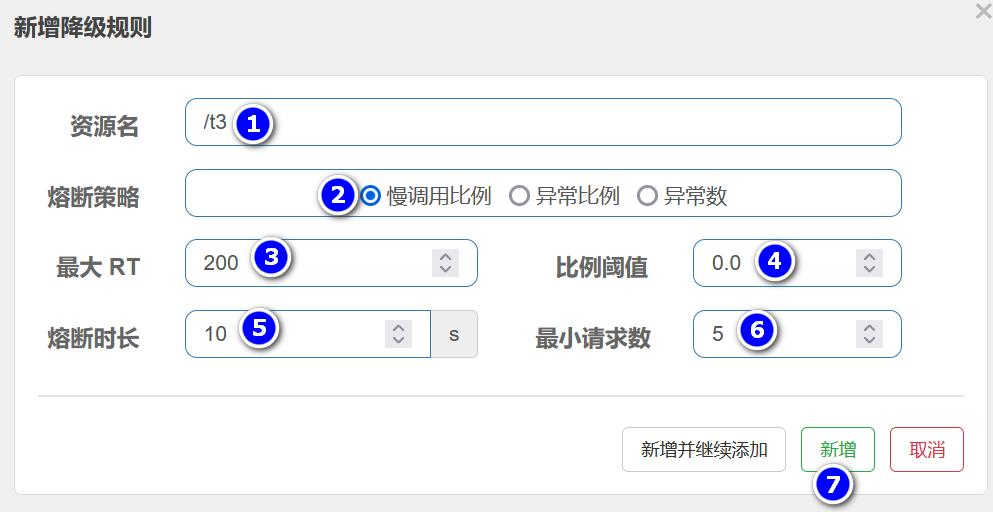 新增降级规则
×
资源名 /t3 1
熔断策略 2 慢调用比例 异常比例 异常数
最大 RT 200 3 比例阈值 0.0 4
熔断时长 10 5 s 最小请求数 5 6
新增并继续添加 新增 取消
7